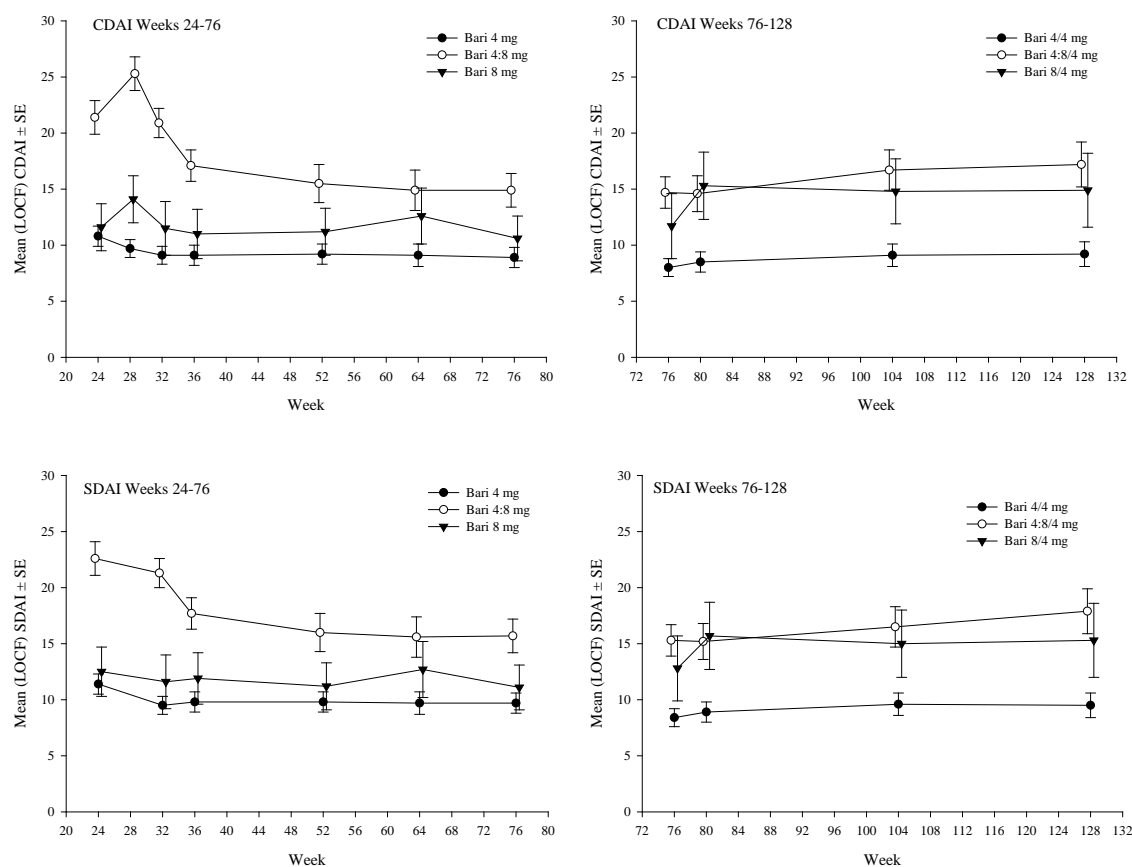 CDAI Weeks 24-76
Bari 4 mg
Bari 4:8 mg
Bari 8 mg
Mean (LOCF) CDAI ± SE
30
25
20
15
10
5
0
20 24 28 32 36 40 44 48 52 56 60 64 68 72 76 80
Week
CDAI Weeks 76-128
Bari 4/4 mg
Bari 4:8/4 mg
Bari 8/4 mg
Mean (LOCF) CDAI ± SE
30
25
20
15
10
5
0
72 76 80 84 88 92 96 100 104 108 112 116 120 124 128 132
Week
SDAI Weeks 24-76
Bari 4 mg
Bari 4:8 mg
Bari 8 mg
Mean (LOCF) SDAI ± SE
30
25
20
15
10
5
0
20 24 28 32 36 40 44 48 52 56 60 64 68 72 76 80
Week
SDAI Weeks 76-128
Bari 4/4 mg
Bari 4:8/4 mg
Bari 8/4 mg
Mean (LOCF) SDAI ± SE
30
25
20
15
10
5
0
72 76 80 84 88 92 96 100 104 108 112 116 120 124 128 132
Week